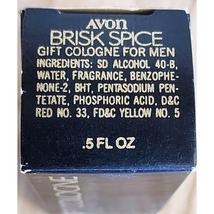 AVON
BRISK SPICE
GIFT COLOGNE FOR MEN
INGREDIENTS: SD ALCOHOL 40-B,
WATER, FRAGRANCE, BENZOPHE-
NONE-2, BHT, PENTASODIUM PEN-
TETATE, PHOSPHORIC ACID, D&C
RED NO. 33, FD&C YELLOW NO. 5
.5 FL OZ